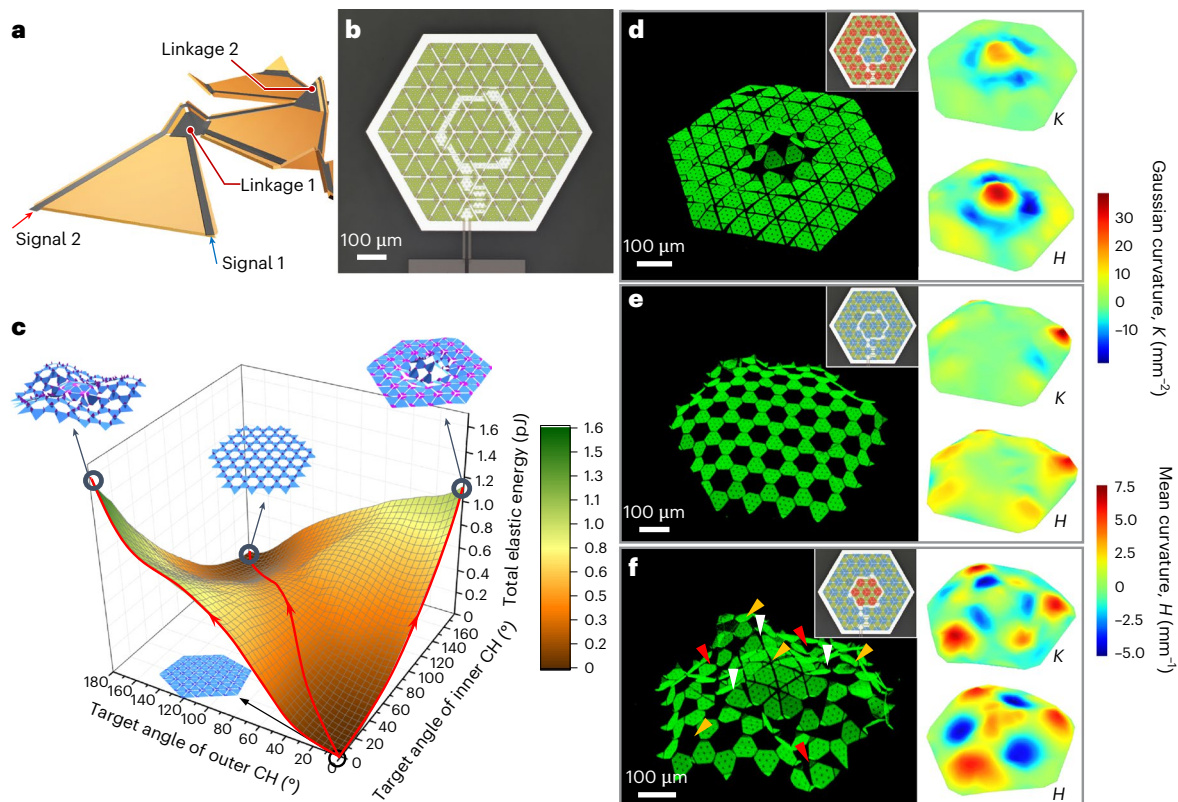 a
Linkage 2
Linkage 1
Signal 2
Signal 1
b
100 µm
c
Total elastic energy (pJ)
1.6
1.4
1.2
1.0
0.8
0.6
0.4
0.2
0
180
160
140
120
100
80
60
40
20
0
Target angle of outer CH (°)
0
20
40
60
80
100
120
140
160
Target angle of inner CH (°)
1.6
1.5
1.3
1.1
1.0
0.8
0.6
0.5
0.3
0.2
0
d
100 µm
K
H
e
100 µm
K
H
f
100 µm
K
H
Gaussian curvature, K (mm⁻²)
30
20
10
0
−10
Mean curvature, H (mm⁻¹)
7.5
5.0
2.5
0
−2.5
−5.0